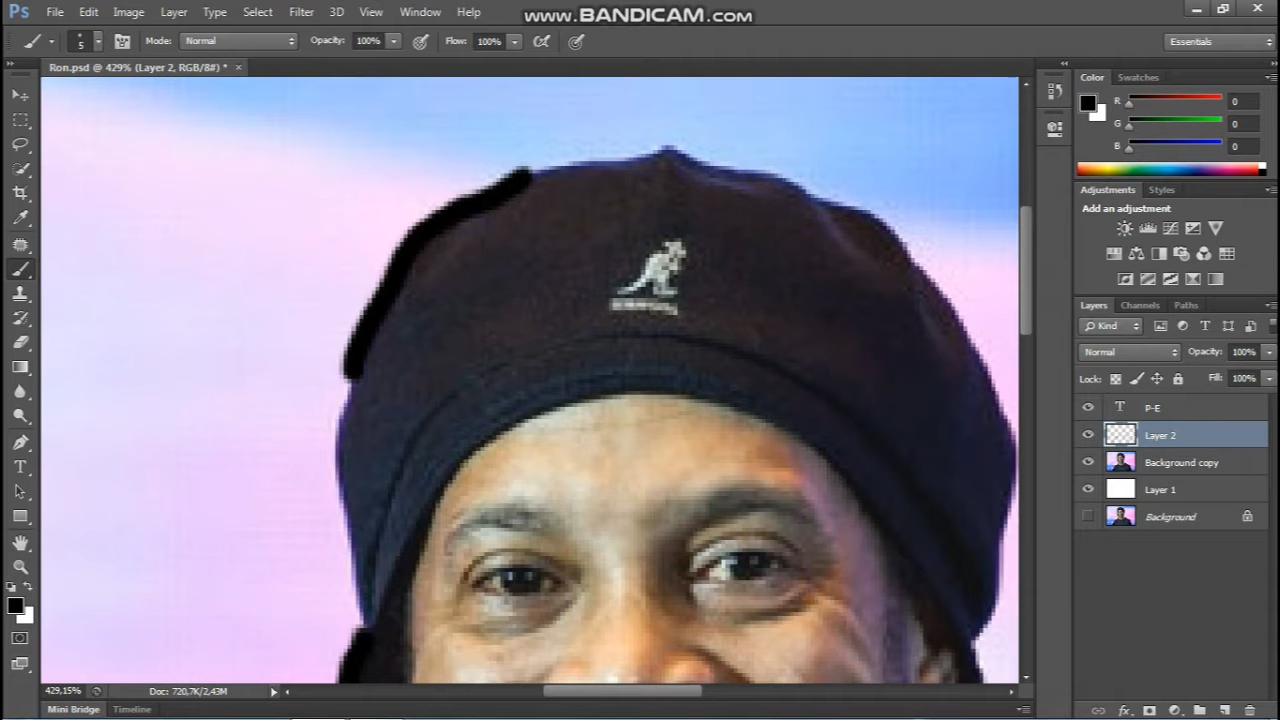 Ps File Edit Image Layer Type Select Filter 3D View Window Help
www.BANDICAM.com
5 Mode: Normal Opacity: 100% Flow: 100% Essentials
Ron.psd @ 429% (Layer 2, RGB/8#) * ×
Color Swatches
R 0
G 0
B 0
Adjustments Styles
Add an adjustment
Layers Channels Paths
Kind
Normal Opacity: 100%
Lock: Fill: 100%
T P-E
Layer 2
Background copy
Layer 1
Background
429,15% Doc: 720,7K/2,43M
Mini Bridge Timeline